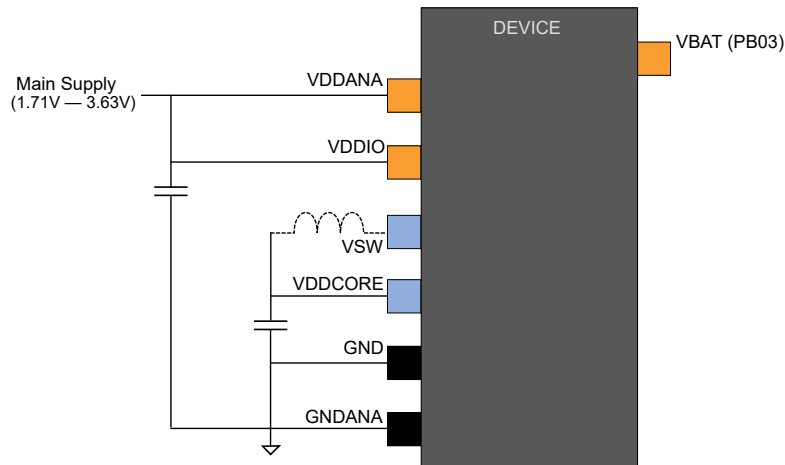 DEVICE
VBAT (PB03)
VDDANA
Main Supply
(1.71V — 3.63V)
VDDIO
VSW
VDDCORE
GND
GNDANA